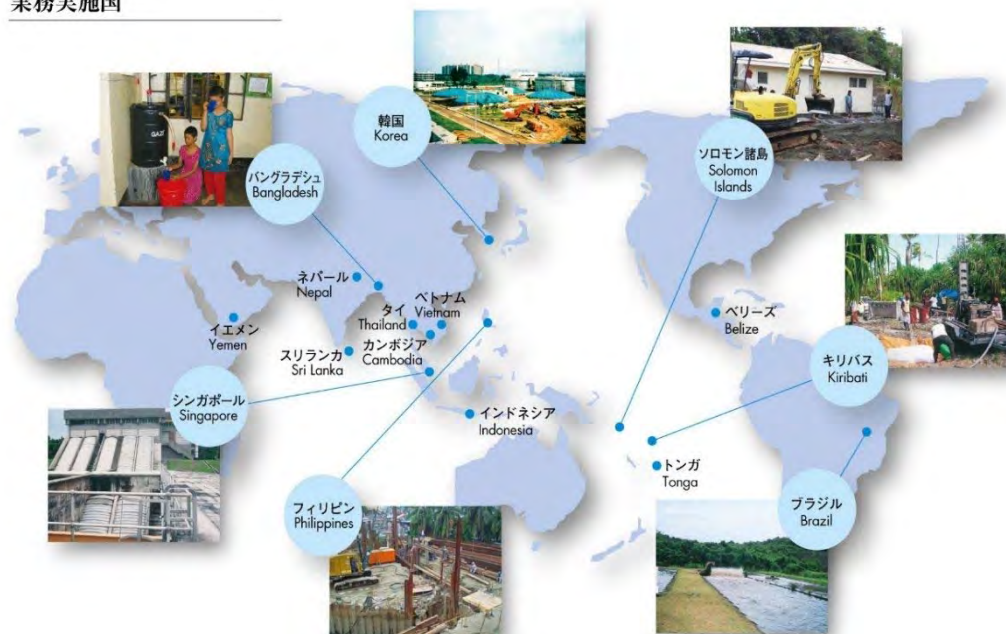 業務実施国
韓国
Korea
ソロモン諸島
Solomon
Islands
GAZI
バングラデシュ
Bangladesh
ネパール
Nepal
ベトナム
Vietnam
タイ
Thailand
カンボジア
Cambodia
イエメン
Yemen
スリランカ
Sri Lanka
ベリーズ
Belize
キリバス
Kiribati
シンガポール
Singapore
インドネシア
Indonesia
トンガ
Tonga
フィリピン
Philippines
ブラジル
Brazil